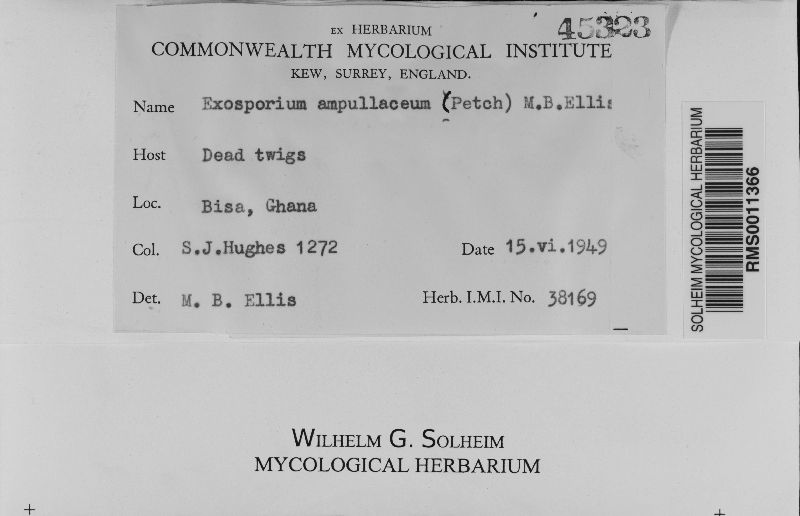 EX HERBARIUM
45323
COMMONWEALTH MYCOLOGICAL INSTITUTE
KEW, SURREY, ENGLAND.
Name Exosporium ampullaceum (Petch) M.B.Ellis
Host Dead twigs
Loc. Bisa, Ghana
Col. S.J.Hughes 1272 Date 15.vi.1949
Det. M. B. Ellis Herb. I.M.I. No. 38169
SOLHEIM MYCOLOGICAL HERBARIUM
RMS0011366
WILHELM G. SOLHEIM
MYCOLOGICAL HERBARIUM